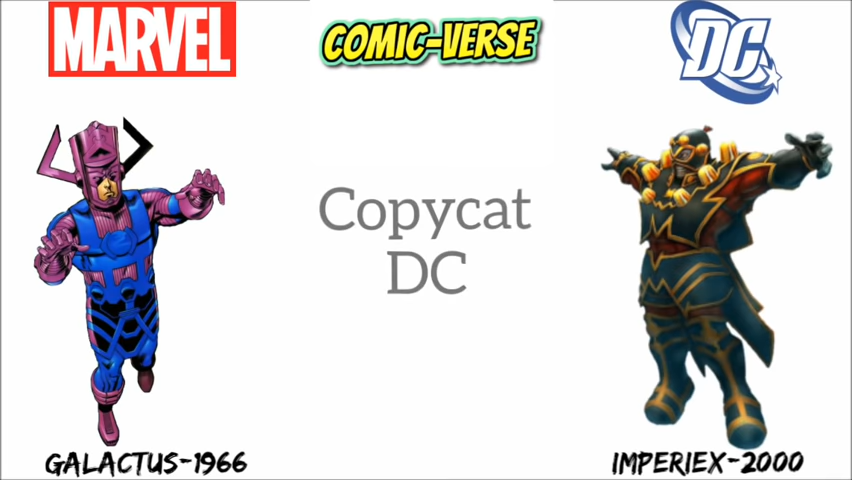 MARVEL
COMIC-VERSE
DC
Copycat
DC
GALACTUS-1966
IMPERIEX-2000